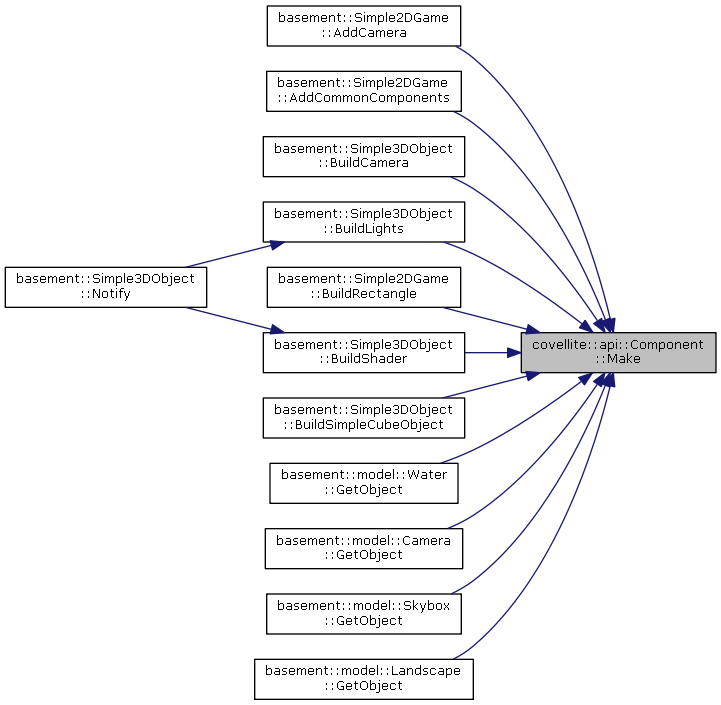 basement::Simple2DGame
::AddCamera
basement::Simple2DGame
::AddCommonComponents
basement::Simple3DObject
::BuildCamera
basement::Simple3DObject
::BuildLights
basement::Simple3DObject
::Notify
basement::Simple2DGame
::BuildRectangle
basement::Simple3DObject
::BuildShader
covellite::api::Component
::Make
basement::Simple3DObject
::BuildSimpleCubeObject
basement::model::Water
::GetObject
basement::model::Camera
::GetObject
basement::model::Skybox
::GetObject
basement::model::Landscape
::GetObject